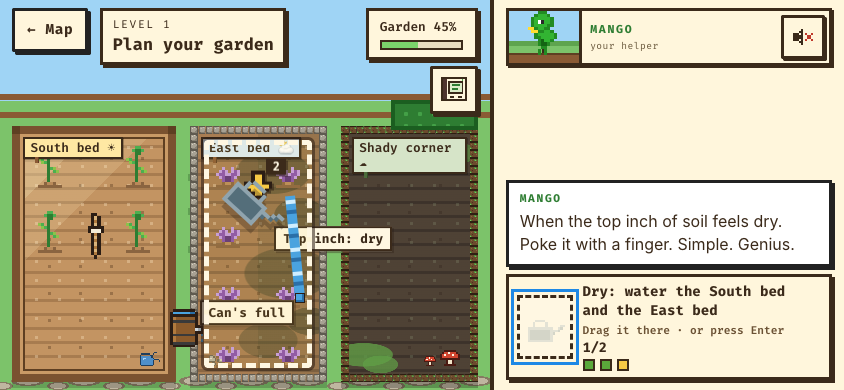 ← Map
LEVEL 1
Plan your garden
Garden 45%
MANGO
your helper
South bed ☀
East bed
Shady corner
☁
2
Top inch: dry
Can's full
MANGO
When the top inch of soil feels dry.
Poke it with a finger. Simple. Genius.
Dry: water the South bed
and the East bed
Drag it there · or press Enter
1/2